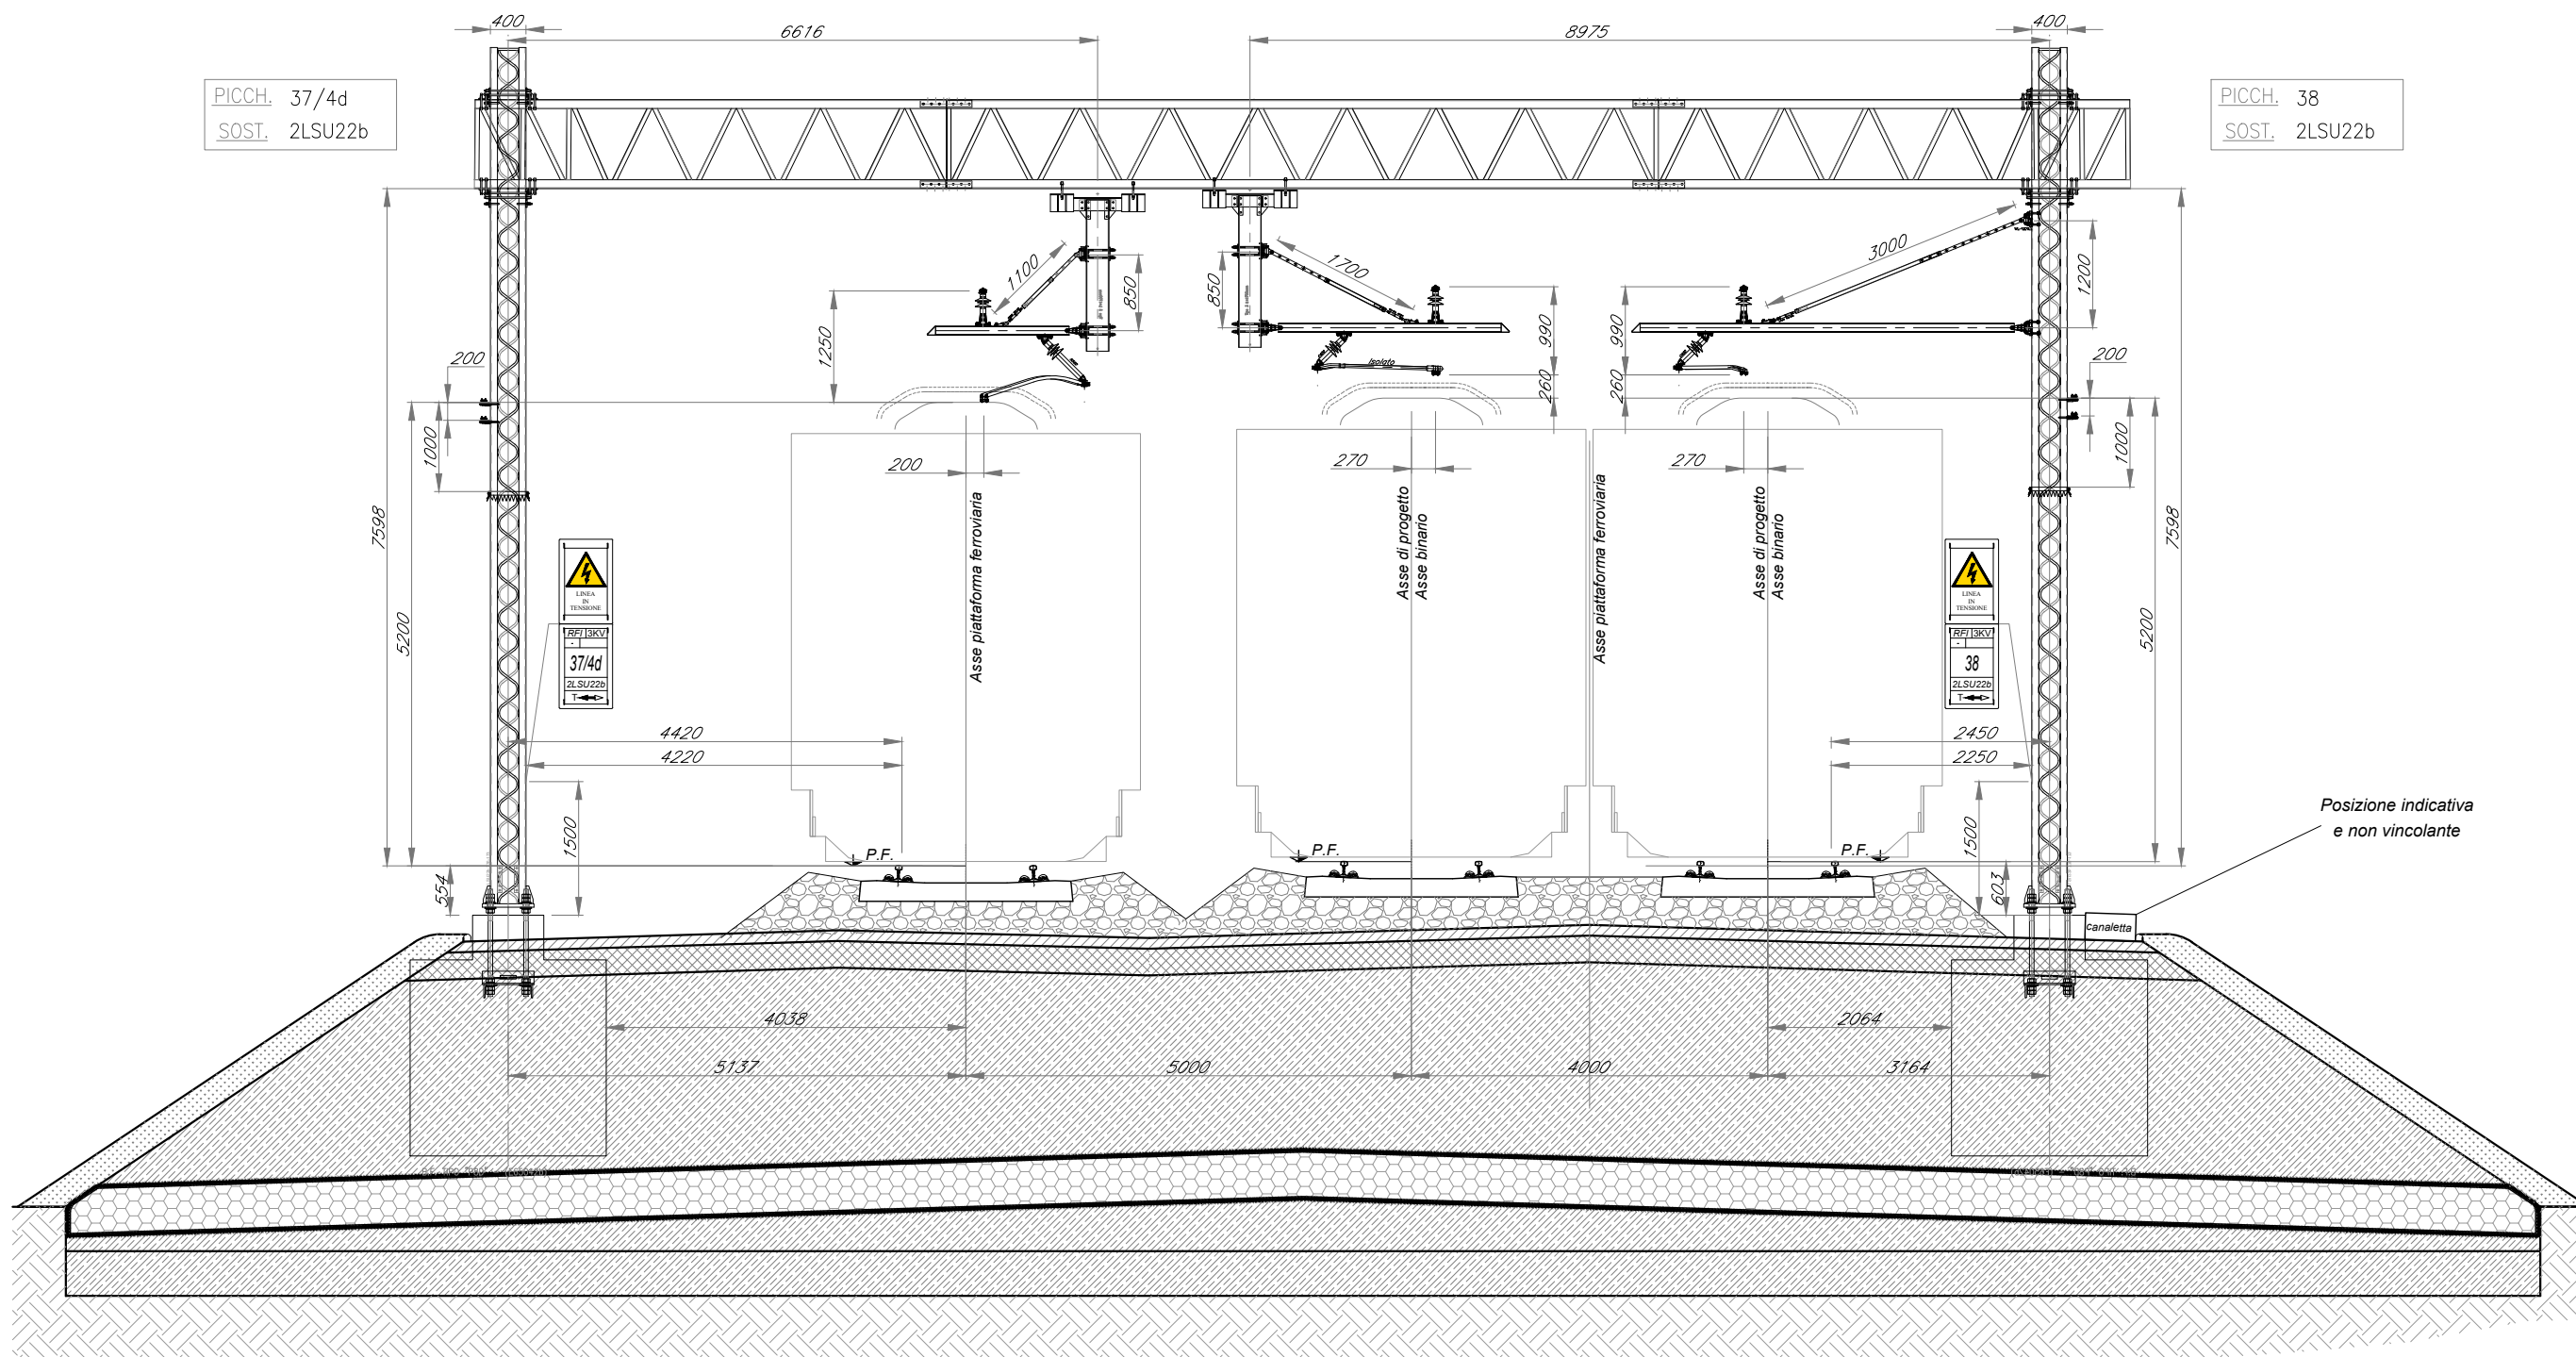 400
6616
8975
400
PICCH. 37/4d
SOST. 2LSU22b
PICCH. 38
SOST. 2LSU22b
1100
850
850
1700
3000
1200
1250
990
990
200
260
260
200
Isolato
1000
1000
200
270
270
7598
7598
5200
5200
Asse piattaforma ferroviaria
Asse di progetto
Asse binario
Asse piattaforma ferroviaria
Asse di progetto
Asse binario
LINEA
IN
TENSIONE
RFI 3KV
-
37/4d
2LSU22b
T
LINEA
IN
TENSIONE
RFI 3KV
-
38
2LSU22b
T
4420
4220
2450
2250
1500
1500
Posizione indicativa
e non vincolante
P.F.
P.F.
P.F.
554
603
canaletta
4038
2064
5137
5000
4000
3164